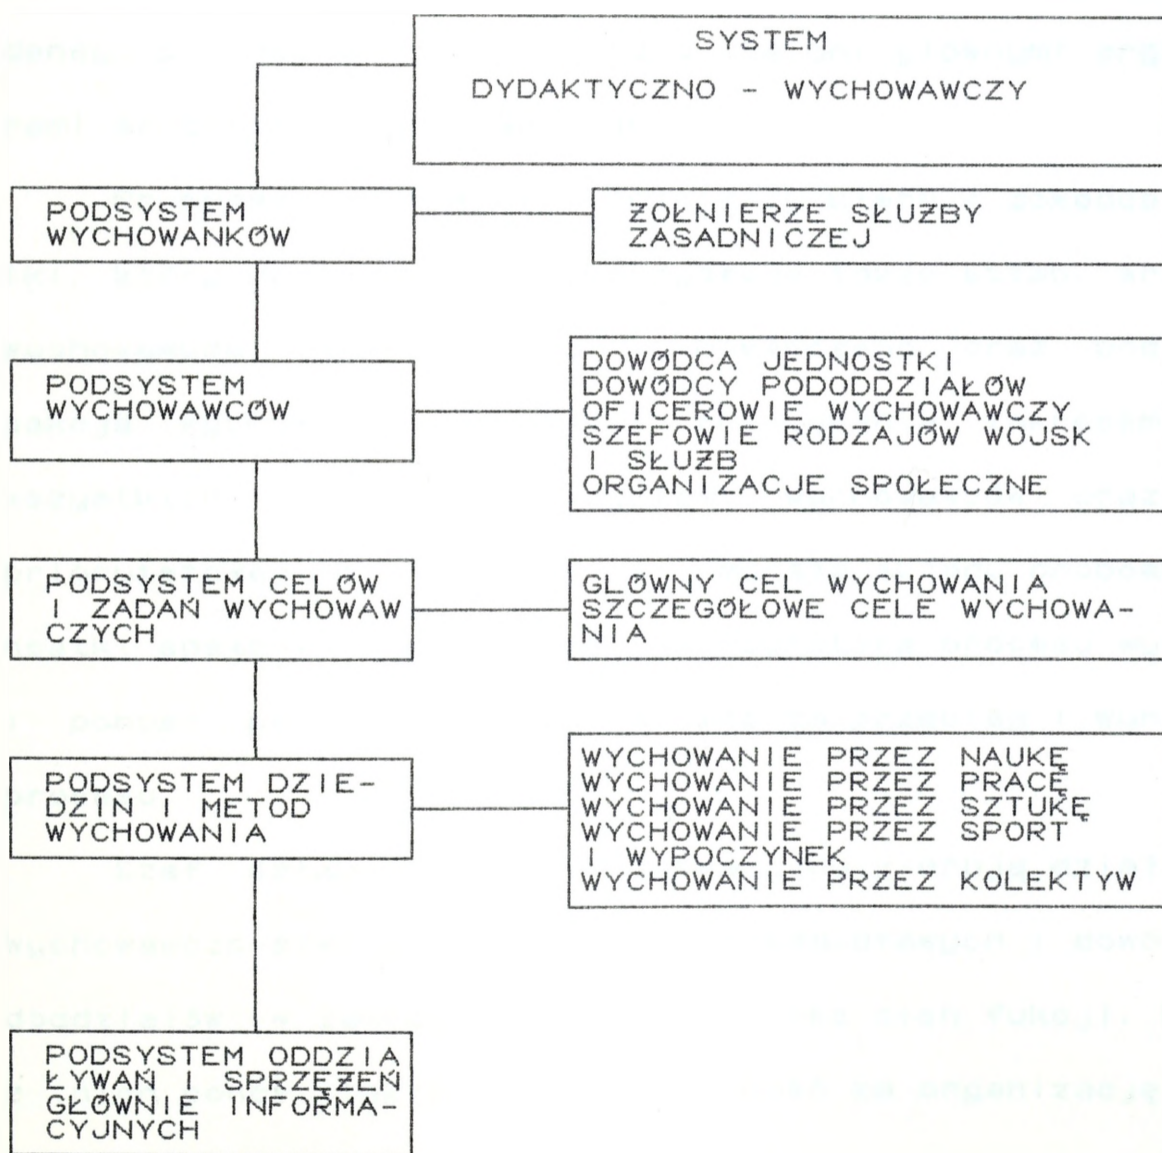 SYSTEM
DYDAKTYCZNO - WYCHOWAWCZY
PODSYSTEM
WYCHOWANKÓW
ŻOŁNIERZE SŁUŻBY
ZASADNICZEJ
PODSYSTEM
WYCHOWAWCÓW
DOWÓDCA JEDNOSTKI
DOWÓDCY PODODDZIAŁÓW
OFICEROWIE WYCHOWAWCZY
SZEFOWIE RODZAJÓW WOJSK
I SŁUŻB
ORGANIZACJE SPOŁECZNE
PODSYSTEM CELÓW
I ZADAŃ WYCHOWAW
CZYCH
GŁÓWNY CEL WYCHOWANIA
SZCZEGÓŁOWE CELE WYCHOWA-
NIA
PODSYSTEM DZIE-
DZIN I METOD
WYCHOWANIA
WYCHOWANIE PRZEZ NAUKĘ
WYCHOWANIE PRZEZ PRACĘ
WYCHOWANIE PRZEZ SZTUKĘ
WYCHOWANIE PRZEZ SPORT
I WYPOCZYNEK
WYCHOWANIE PRZEZ KOLEKTYW
PODSYSTEM ODDZIA
ŁYWAŃ I SPRZĘŻEŃ
GŁÓWNIE INFORMA-
CYJNYCH